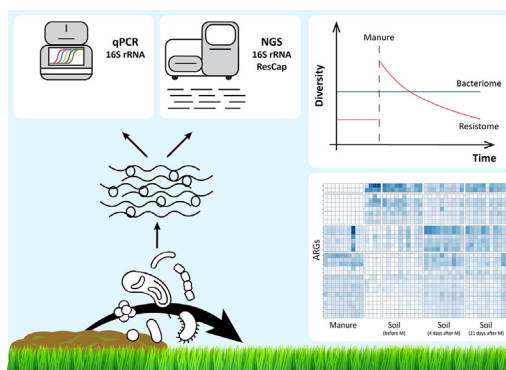 qPCR
16S rRNA
NGS
16S rRNA
ResCap
Manure
Diversity
Bacteriome
Resistome
Time
ARGs
Manure
Soil
(before M)
Soil
(4 days after M)
Soil
(21 days after M)